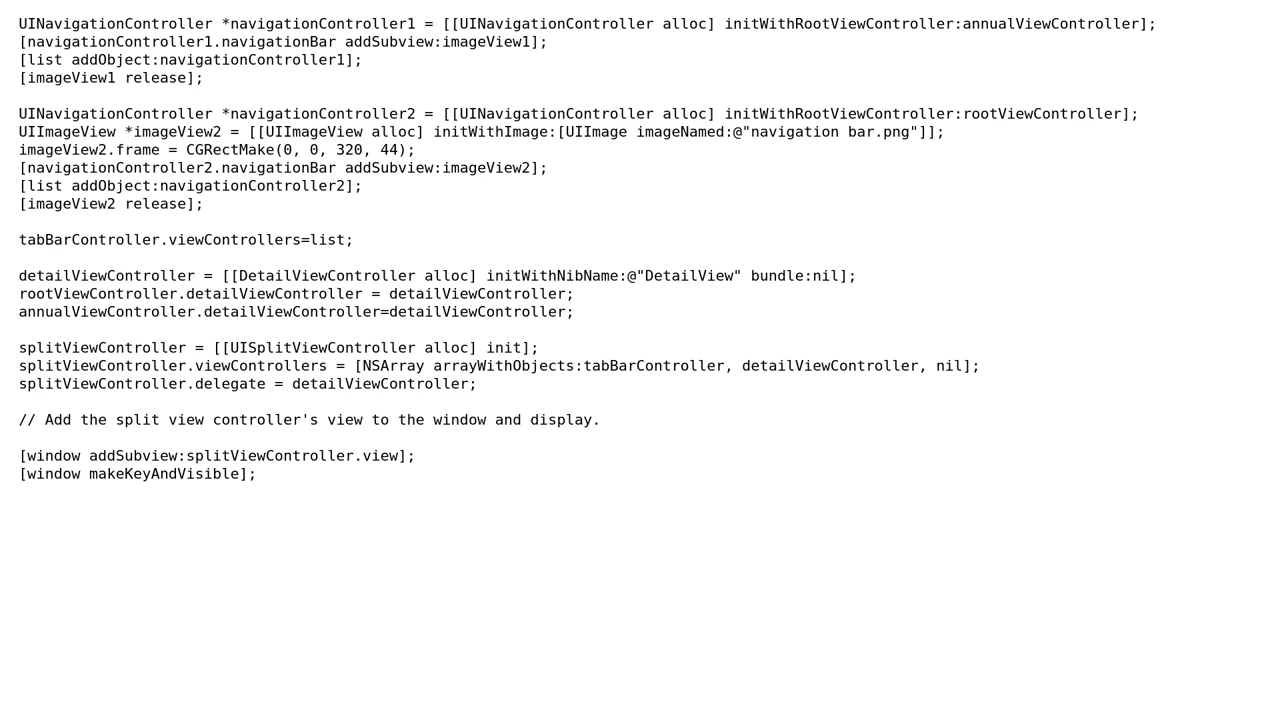 UINavigationController *navigationController1 = [[UINavigationController alloc] initWithRootViewController:annualViewController];
[navigationController1.navigationBar addSubview:imageView1];
[list addObject:navigationController1];
[imageView1 release];

UINavigationController *navigationController2 = [[UINavigationController alloc] initWithRootViewController:rootViewController];
UIImageView *imageView2 = [[UIImageView alloc] initWithImage:[UIImage imageNamed:@"navigation bar.png"]];
imageView2.frame = CGRectMake(0, 0, 320, 44);
[navigationController2.navigationBar addSubview:imageView2];
[list addObject:navigationController2];
[imageView2 release];

tabBarController.viewControllers=list;

detailViewController = [[DetailViewController alloc] initWithNibName:@"DetailView" bundle:nil];
rootViewController.detailViewController = detailViewController;
annualViewController.detailViewController=detailViewController;

splitViewController = [[UISplitViewController alloc] init];
splitViewController.viewControllers = [NSArray arrayWithObjects:tabBarController, detailViewController, nil];
splitViewController.delegate = detailViewController;

// Add the split view controller's view to the window and display.

[window addSubview:splitViewController.view];
[window makeKeyAndVisible];